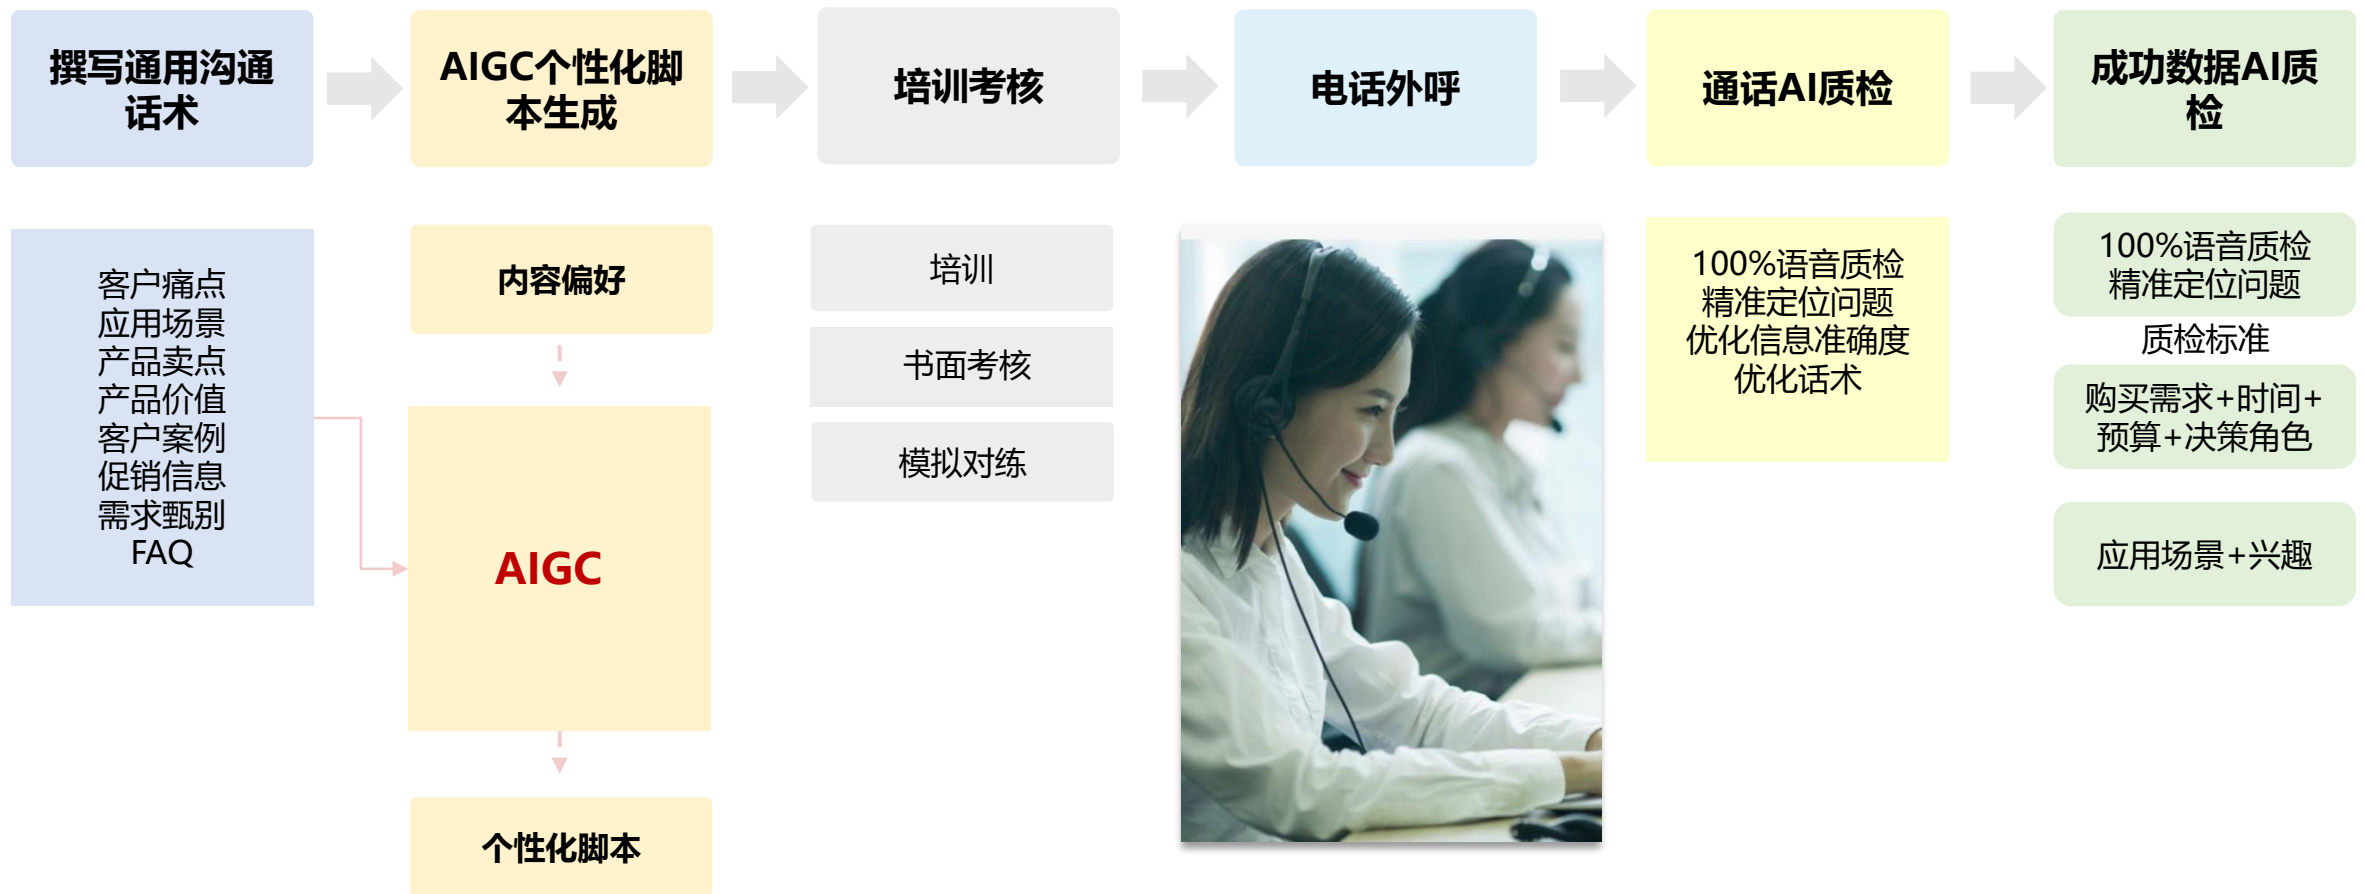 撰写通用沟通
话术
AIGC个性化脚
本生成
培训考核
电话外呼
通话AI质检
成功数据AI质
检
客户痛点
应用场景
产品卖点
产品价值
客户案例
促销信息
需求甄别
FAQ
内容偏好
AIGC
个性化脚本
培训
书面考核
模拟对练
100%语音质检
精准定位问题
优化信息准确度
优化话术
100%语音质检
精准定位问题
质检标准
购买需求+时间+
预算+决策角色
应用场景+兴趣